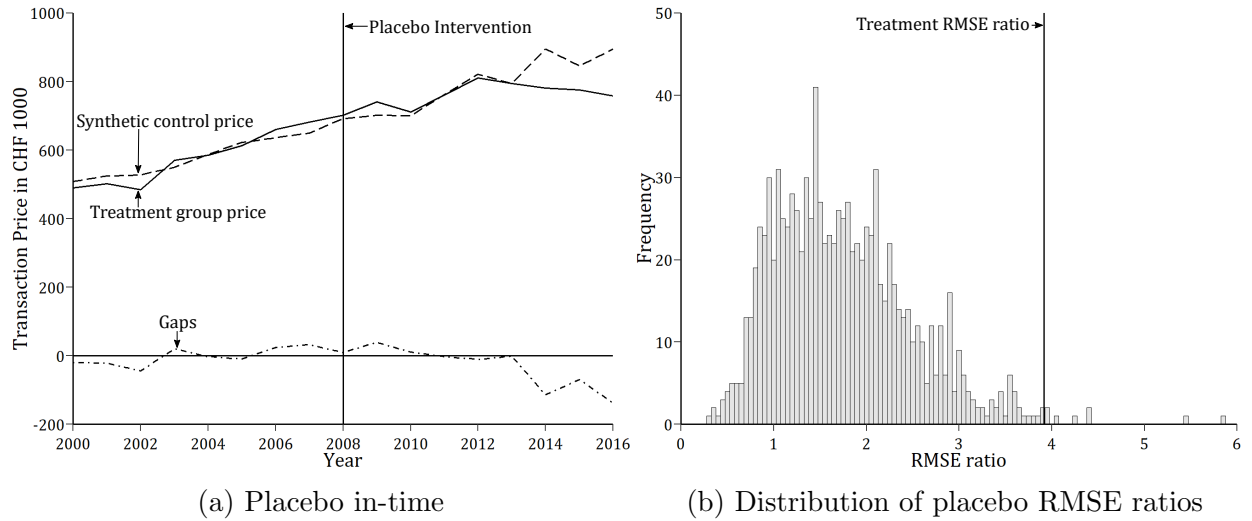 1000
800
600
400
200
0
-200
Transaction Price in CHF 1000
Placebo Intervention
Synthetic control price
Treatment group price
Gaps
2000 2002 2004 2006 2008 2010 2012 2014 2016
Year
(a) Placebo in-time
50
40
30
20
10
0
Frequency
Treatment RMSE ratio
0 1 2 3 4 5 6
RMSE ratio
(b) Distribution of placebo RMSE ratios